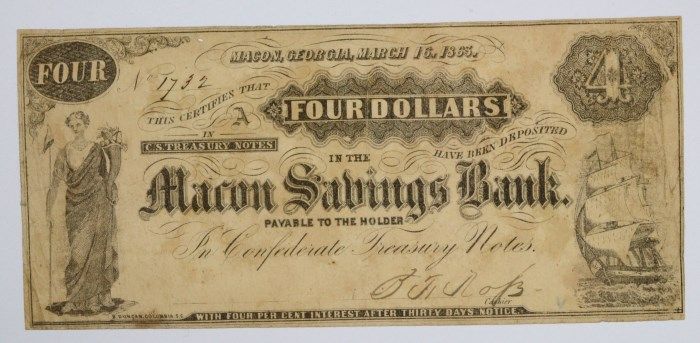 MACON, GEORGIA, MARCH 16, 1863.
FOUR
No 1732
4
THIS CERTIFIES THAT
A
FOUR DOLLARS
IN
C.S. TREASURY NOTES
HAVE BEEN DEPOSITED
IN THE
Macon Savings Bank.
PAYABLE TO THE HOLDER
In Confederate Treasury Notes.
Cashier
B. DUNCAN, COLUMBIA S.C.
WITH FOUR PER CENT INTEREST AFTER THIRTY DAYS NOTICE.